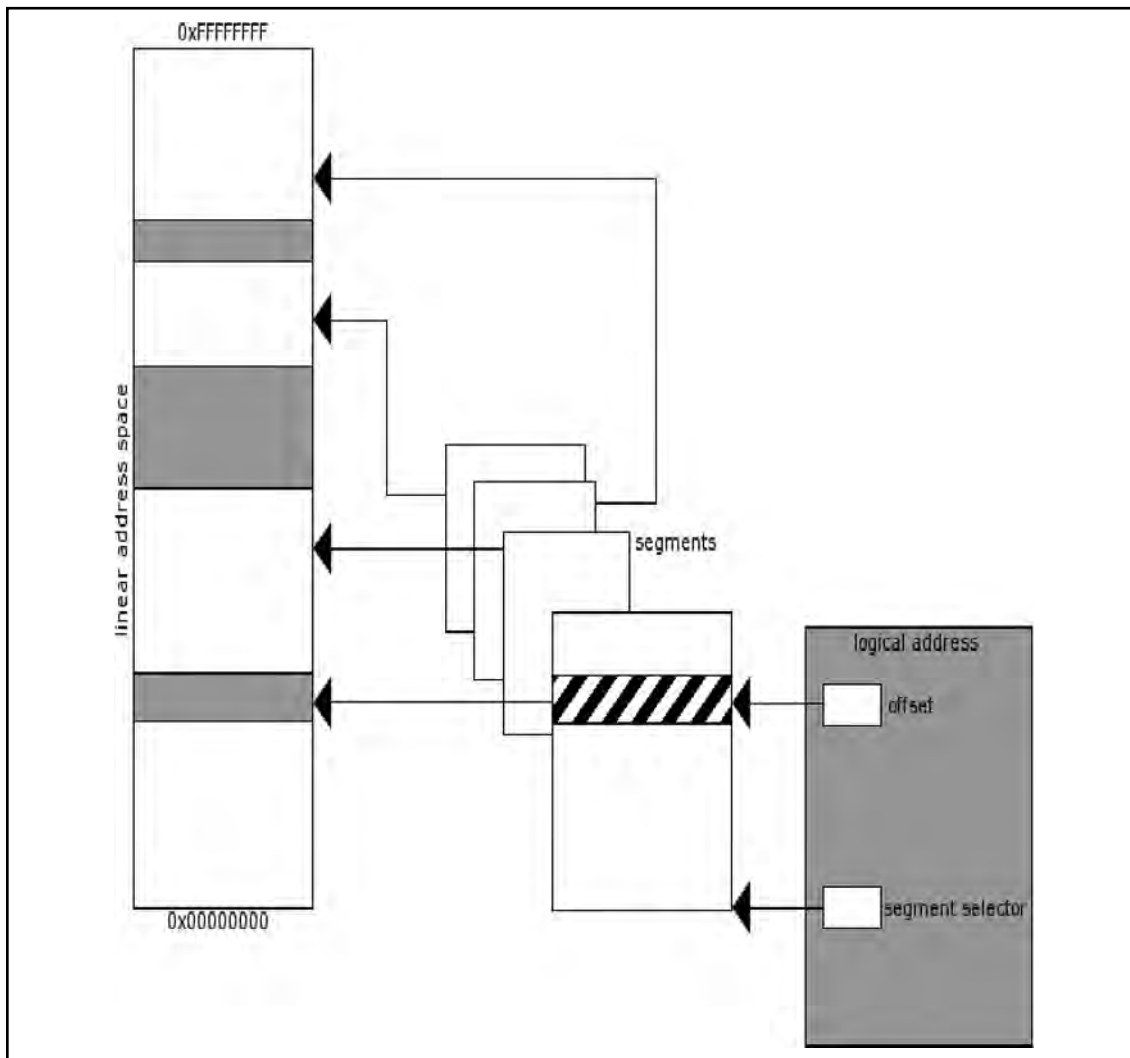 0xFFFFFFFF
linear address space
segments
logical address
offset
segment selector
0x00000000